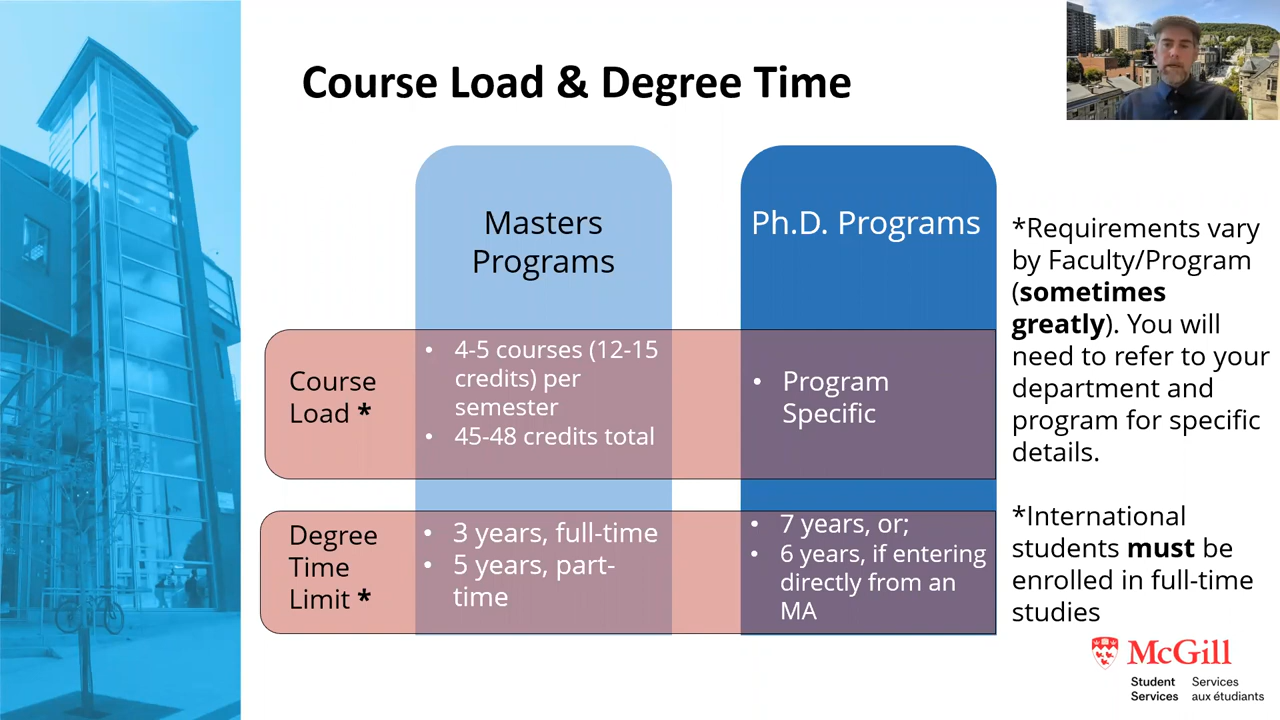 Course Load & Degree Time
Masters
Programs
Ph.D. Programs
Course
Load *
• 4-5 courses (12-15
credits) per
semester
• 45-48 credits total
• Program
Specific
Degree
Time
Limit *
• 3 years, full-time
• 5 years, part-
time
• 7 years, or;
• 6 years, if entering
directly from an
MA
*Requirements vary
by Faculty/Program
(sometimes
greatly). You will
need to refer to your
department and
program for specific
details.
*International
students must be
enrolled in full-time
studies
McGill
Student
Services
Services
aux étudiants